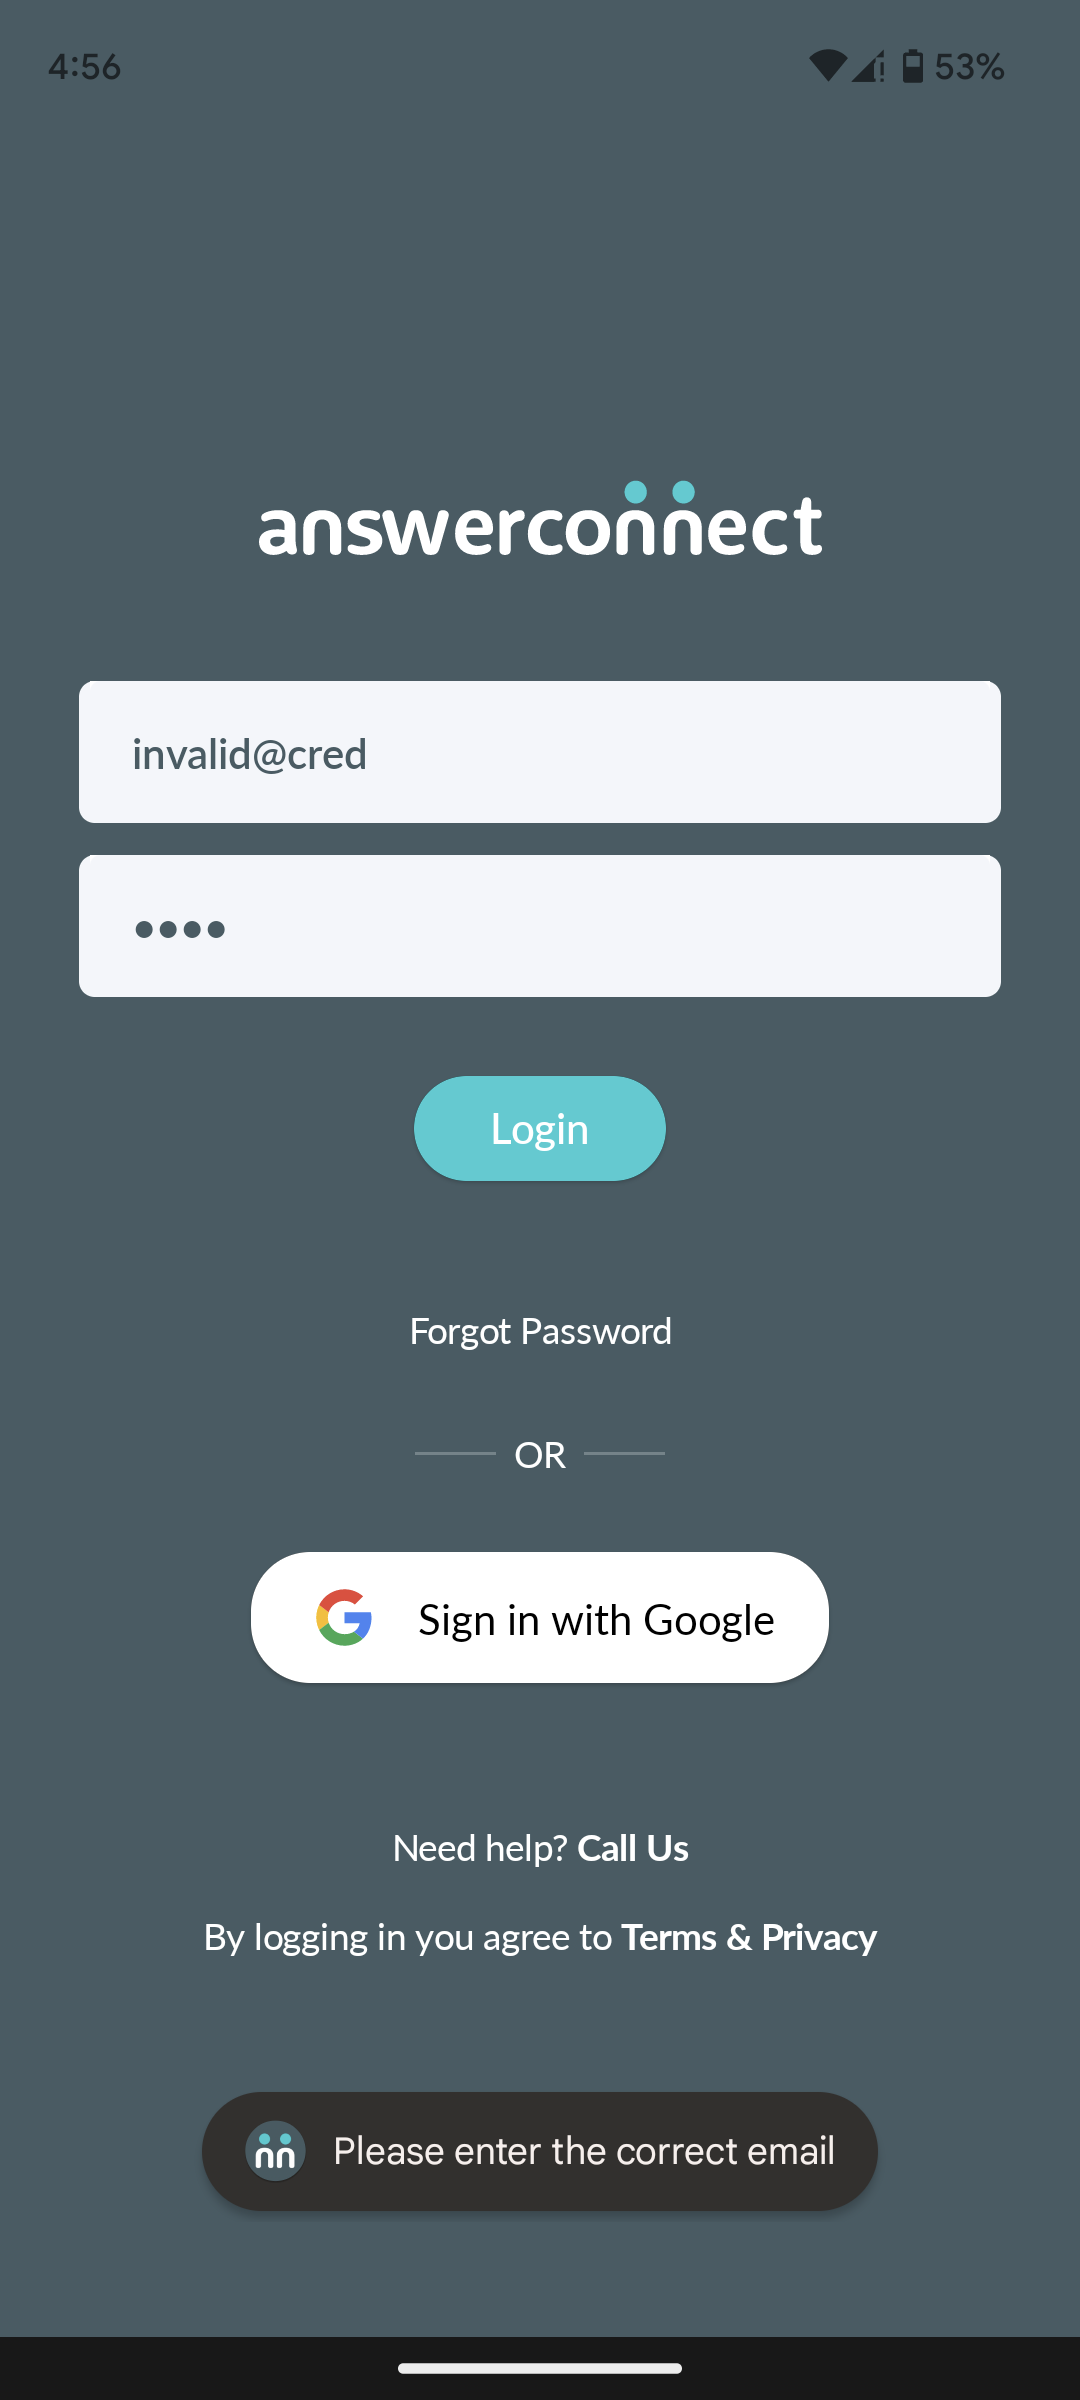 4:56
53%
answerconnect
invalid@cred
••••
Login
Forgot Password
OR
Sign in with Google
Need help? Call Us
By logging in you agree to Terms & Privacy
Please enter the correct email